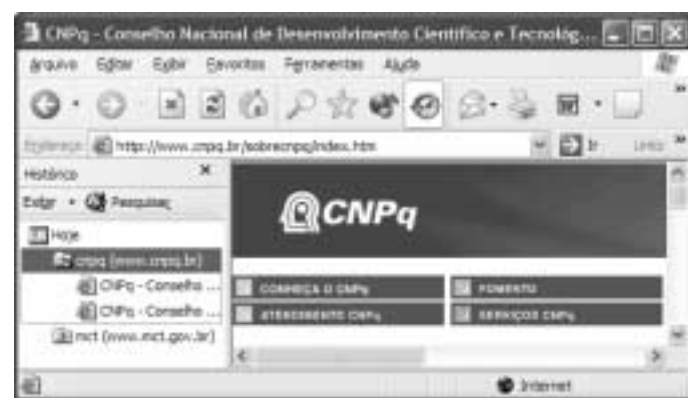 CNPq - Conselho Nacional de Desenvolvimento Científico e Tecnológ...
Arquivo Editar Exibir Favoritos Ferramentas Ajuda
Endereço http://www.cnpq.br/sobrecnpq/index.htm Ir Links
Histórico
Exibir Pesquisar
Hoje
cnpq (www.cnpq.br)
CNPq - Conselho ...
CNPq - Conselho ...
mct (www.mct.gov.br)
CNPq
CONHEÇA O CNPq FOMENTO
ATENDIMENTO CNPq SERVIÇOS CNPq
Internet